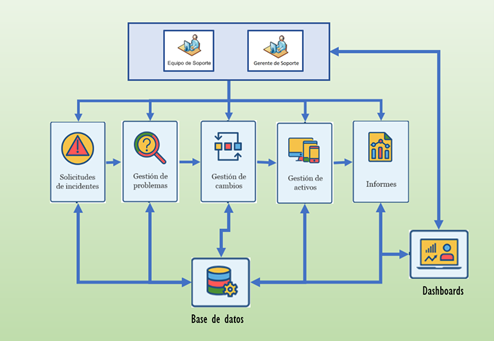 Equipo de Soporte
Gerente de Soporte
Solicitudes
de incidentes
Gestión de
problemas
Gestión de
cambios
Gestión de
activos
Informes
Base de datos
Dashboards